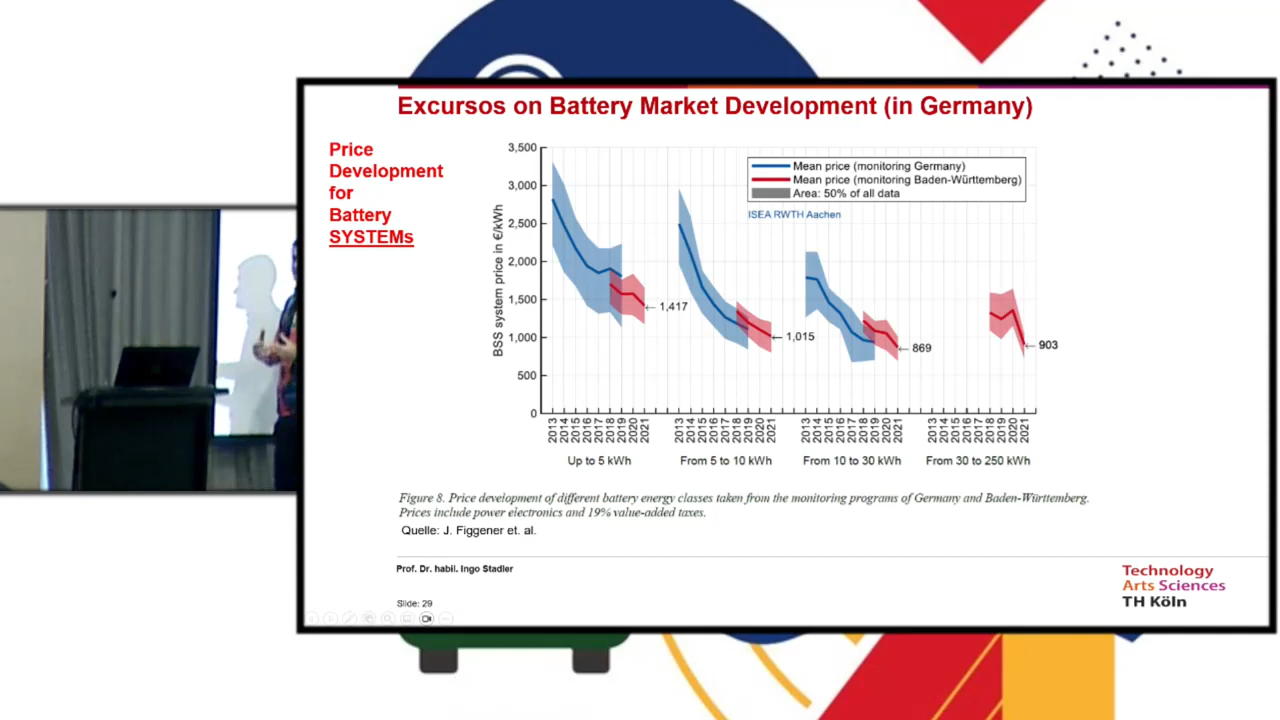 Excursos on Battery Market Development (in Germany)
Price
Development
for
Battery
SYSTEMs
BSS system price in €/kWh
3,500
3,000
2,500
2,000
1,500
1,000
500
0
Mean price (monitoring Germany)
Mean price (monitoring Baden-Württemberg)
Area: 50% of all data
ISEA RWTH Aachen
← 1,417
← 1,015
← 869
← 903
2013 2014 2015 2016 2017 2018 2019 2020 2021
2013 2014 2015 2016 2017 2018 2019 2020 2021
2013 2014 2015 2016 2017 2018 2019 2020 2021
2013 2014 2015 2016 2017 2018 2019 2020 2021
Up to 5 kWh
From 5 to 10 kWh
From 10 to 30 kWh
From 30 to 250 kWh
Figure 8. Price development of different battery energy classes taken from the monitoring programs of Germany and Baden-Württemberg.
Prices include power electronics and 19% value-added taxes.
Quelle: J. Figgener et. al.
Prof. Dr. habil. Ingo Stadler
Slide: 29
Technology
Arts Sciences
TH Köln